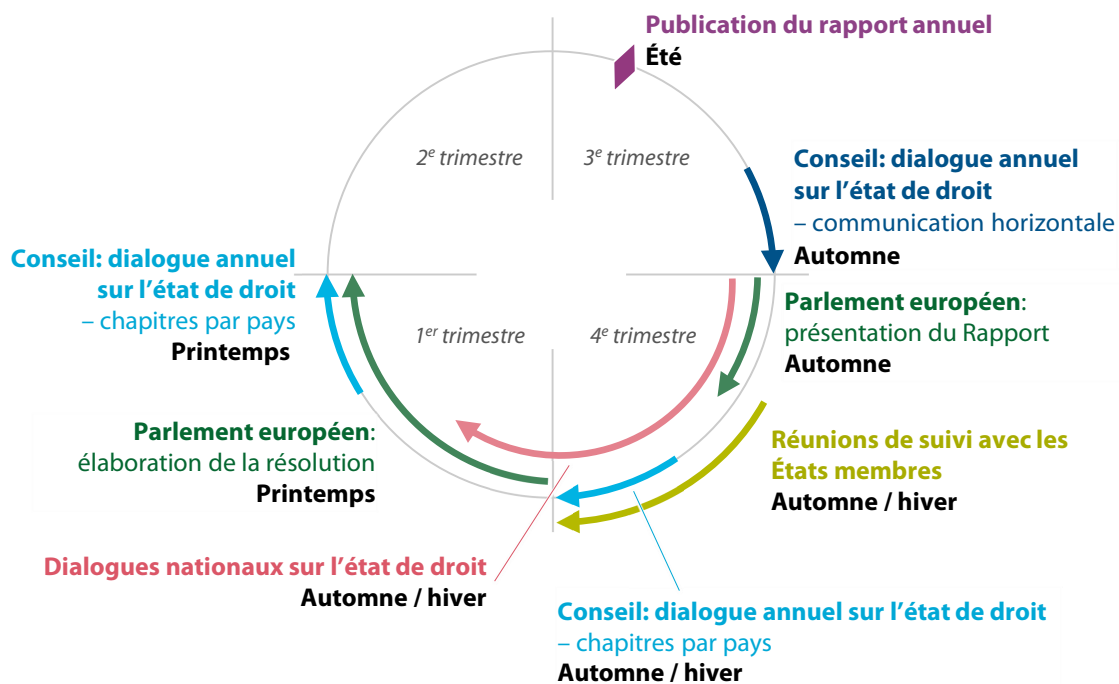 Publication du rapport annuel
Été
2e trimestre
3e trimestre
Conseil: dialogue annuel
sur l’état de droit
– communication horizontale
Automne
Conseil: dialogue annuel
sur l’état de droit
– chapitres par pays
Printemps
1er trimestre
4e trimestre
Parlement européen:
présentation du Rapport
Automne
Parlement européen:
élaboration de la résolution
Printemps
Réunions de suivi avec les
États membres
Automne / hiver
Dialogues nationaux sur l’état de droit
Automne / hiver
Conseil: dialogue annuel sur l’état de droit
– chapitres par pays
Automne / hiver